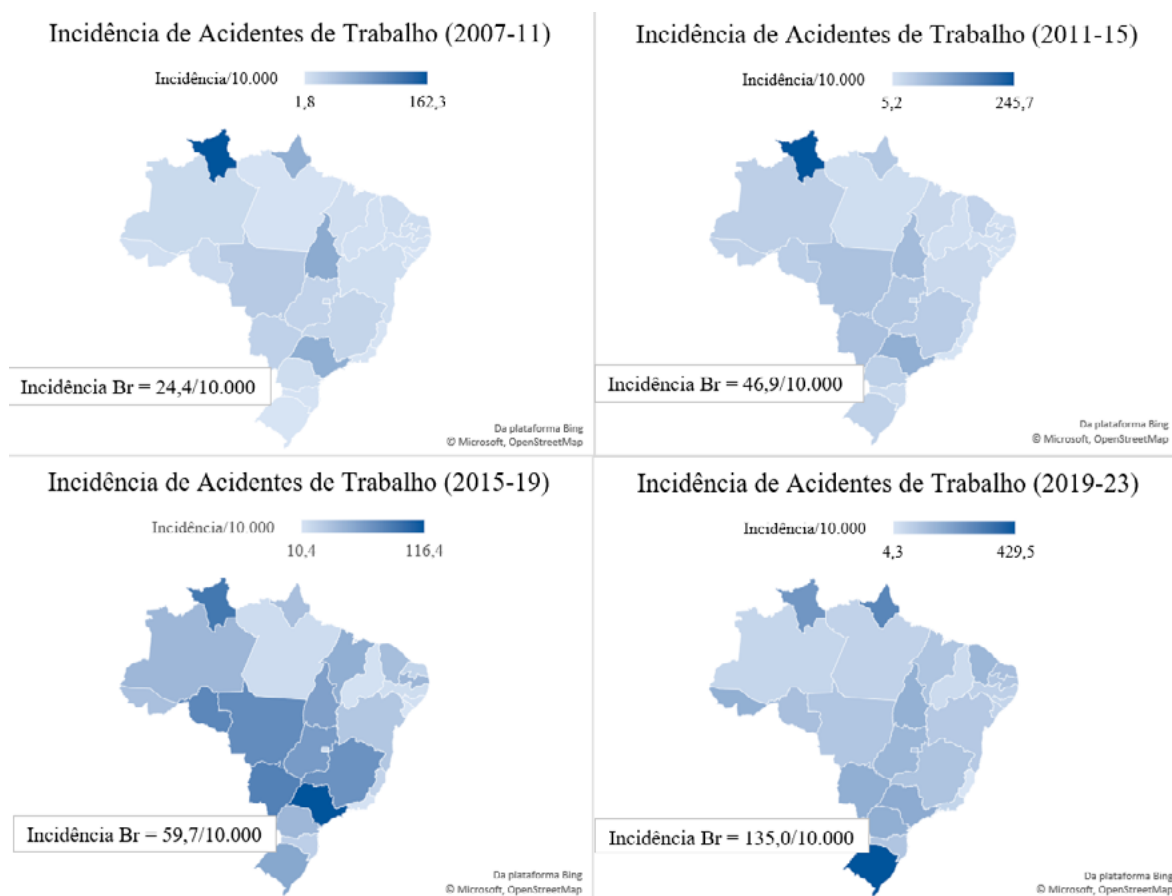 Incidência de Acidentes de Trabalho (2007-11)
Incidência/10.000
1,8 162,3
Incidência Br = 24,4/10.000
Da plataforma Bing
© Microsoft, OpenStreetMap
Incidência de Acidentes de Trabalho (2011-15)
Incidência/10.000
5,2 245,7
Incidência Br = 46,9/10.000
Da plataforma Bing
© Microsoft, OpenStreetMap
Incidência de Acidentes de Trabalho (2015-19)
Incidência/10.000
10,4 116,4
Incidência Br = 59,7/10.000
Da plataforma Bing
© Microsoft, OpenStreetMap
Incidência de Acidentes de Trabalho (2019-23)
Incidência/10.000
4,3 429,5
Incidência Br = 135,0/10.000
Da plataforma Bing
© Microsoft, OpenStreetMap